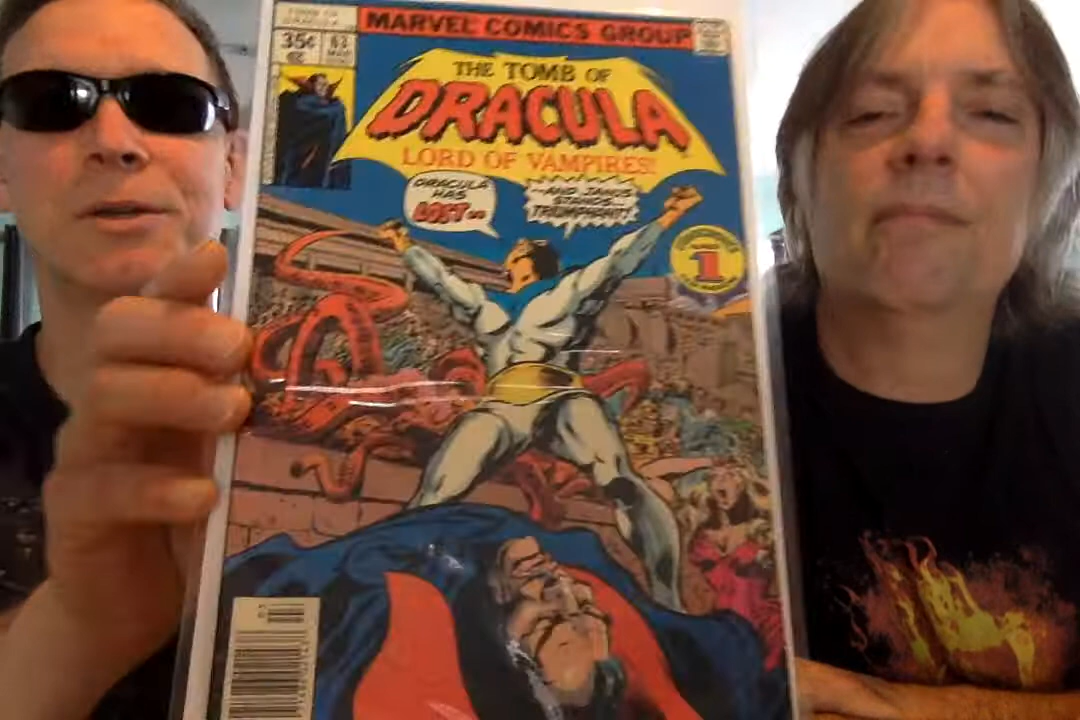 MARVEL COMICS GROUP
35¢
63
MAR
THE TOMB OF
DRACULA
LORD OF VAMPIRES!
DRACULA
HAS
LOST
--AND JANUS
STANDS...
TRIUMPHANT!
1